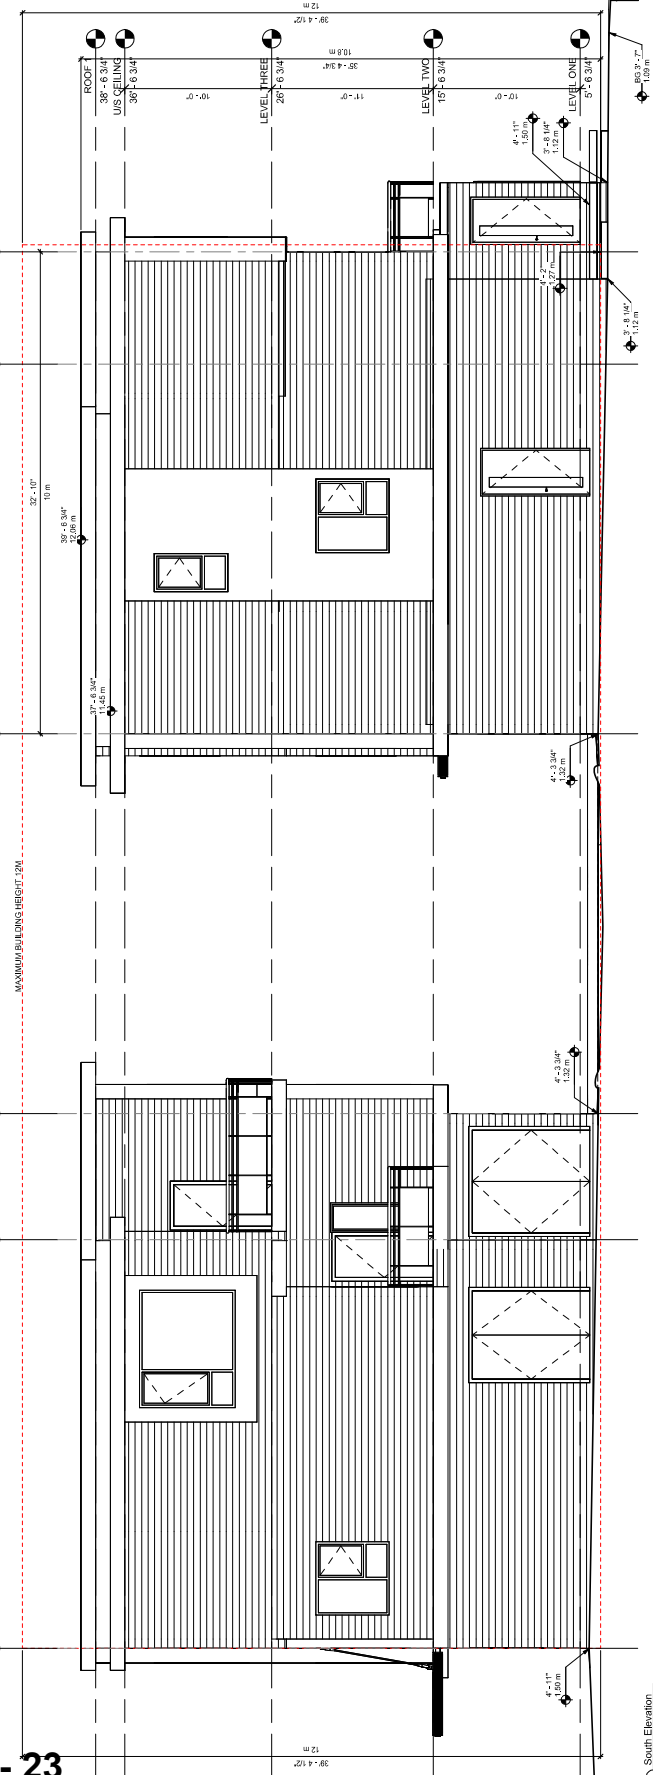 12 m
39' - 4 1/2"
10.8 m
35' - 4 3/4"
ROOF 1
38' - 6 3/4"
U/S CEILING
36' - 6 3/4"
LEVEL THREE
26' - 6 3/4"
LEVEL TWO
15' - 6 3/4"
LEVEL ONE
5' - 6 3/4"
10' - 0"
11' - 0"
10' - 0"
BG 3' - 7"
1.09 m
4' - 11"
1.50 m
3' - 8 1/4"
1.12 m
4' - 2"
1.27 m
3' - 8 1/4"
1.12 m
32' - 10"
10 m
39' - 6 3/4"
12.06 m
37' - 6 3/4"
11.45 m
4' - 3 3/4"
1.32 m
MAXIMUM BUILDING HEIGHT 12M
4' - 3 3/4"
1.32 m
4' - 11"
1.50 m
12 m
39' - 4 1/2"
South Elevation
- 23